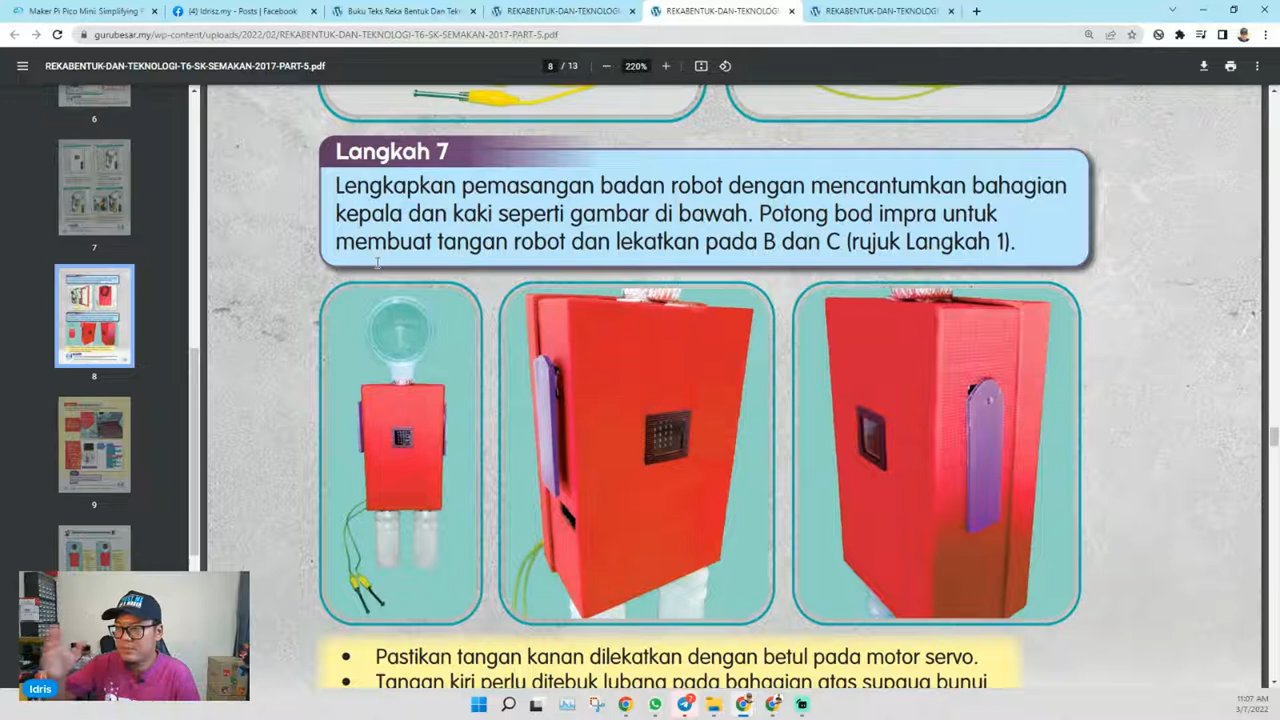 Maker Pi Pico Mini: Simplifying P
(4) Idrisz.my - Posts | Facebook
Buku Teks Reka Bentuk Dan Tekn
REKABENTUK-DAN-TEKNOLOGI-T6
REKABENTUK-DAN-TEKNOLOGI-T6
REKABENTUK-DAN-TEKNOLOGI-T6
gurubesar.my/wp-content/uploads/2022/02/REKABENTUK-DAN-TEKNOLOGI-T6-SK-SEMAKAN-2017-PART-5.pdf
REKABENTUK-DAN-TEKNOLOGI-T6-SK-SEMAKAN-2017-PART-5.pdf
8 / 13
220%
6
7
8
9
Langkah 7
Lengkapkan pemasangan badan robot dengan mencantumkan bahagian
kepala dan kaki seperti gambar di bawah. Potong bod impra untuk
membuat tangan robot dan lekatkan pada B dan C (rujuk Langkah 1).
• Pastikan tangan kanan dilekatkan dengan betul pada motor servo.
• Tangan kiri perlu ditebuk lubang pada bahagian atas supaya bunyi
Idris
7
11:07 AM
3/7/2022